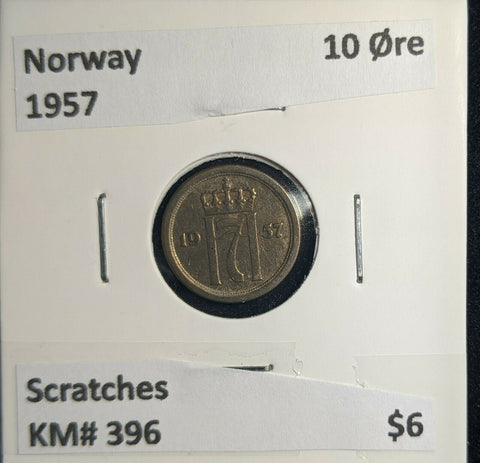 Norway 10 Øre
1957
19 57
Scratches
KM# 396 $6